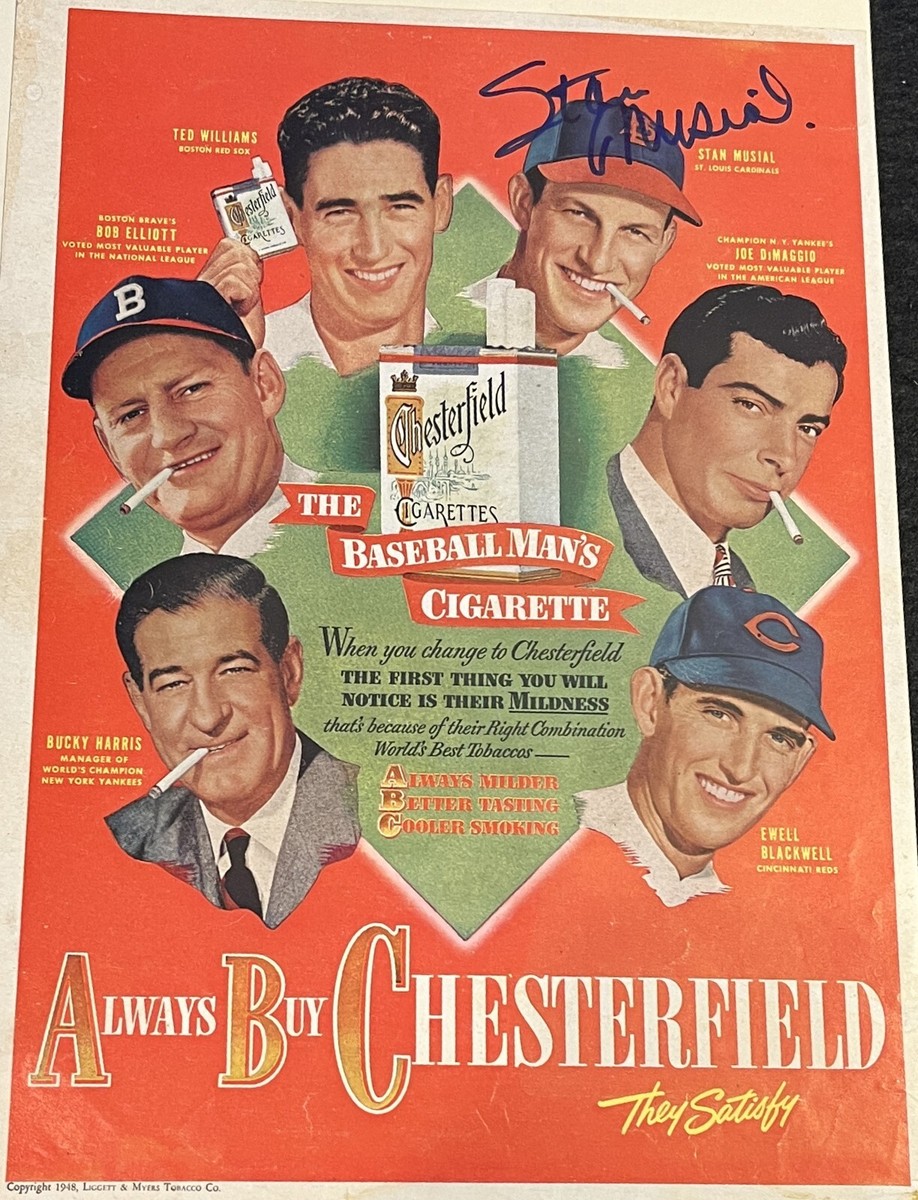 Stan Musial.
TED WILLIAMS
BOSTON RED SOX
STAN MUSIAL
ST. LOUIS CARDINALS
Chesterfield
CIGARETTES
BOSTON BRAVE'S
BOB ELLIOTT
VOTED MOST VALUABLE PLAYER
IN THE NATIONAL LEAGUE
CHAMPION N.Y. YANKEE'S
JOE DiMAGGIO
VOTED MOST VALUABLE PLAYER
IN THE AMERICAN LEAGUE
B
Chesterfield
CIGARETTES
THE
BASEBALL MAN'S
CIGARETTE
When you change to Chesterfield
THE FIRST THING YOU WILL
NOTICE IS THEIR MILDNESS
that's because of their Right Combination
World's Best Tobaccos—
ALWAYS MILDER
BETTER TASTING
COOLER SMOKING
C
BUCKY HARRIS
MANAGER OF
WORLD'S CHAMPION
NEW YORK YANKEES
EWELL
BLACKWELL
CINCINNATI REDS
ALWAYS BUY CHESTERFIELD
They Satisfy
Copyright 1948, LIGGETT & MYERS TOBACCO CO.